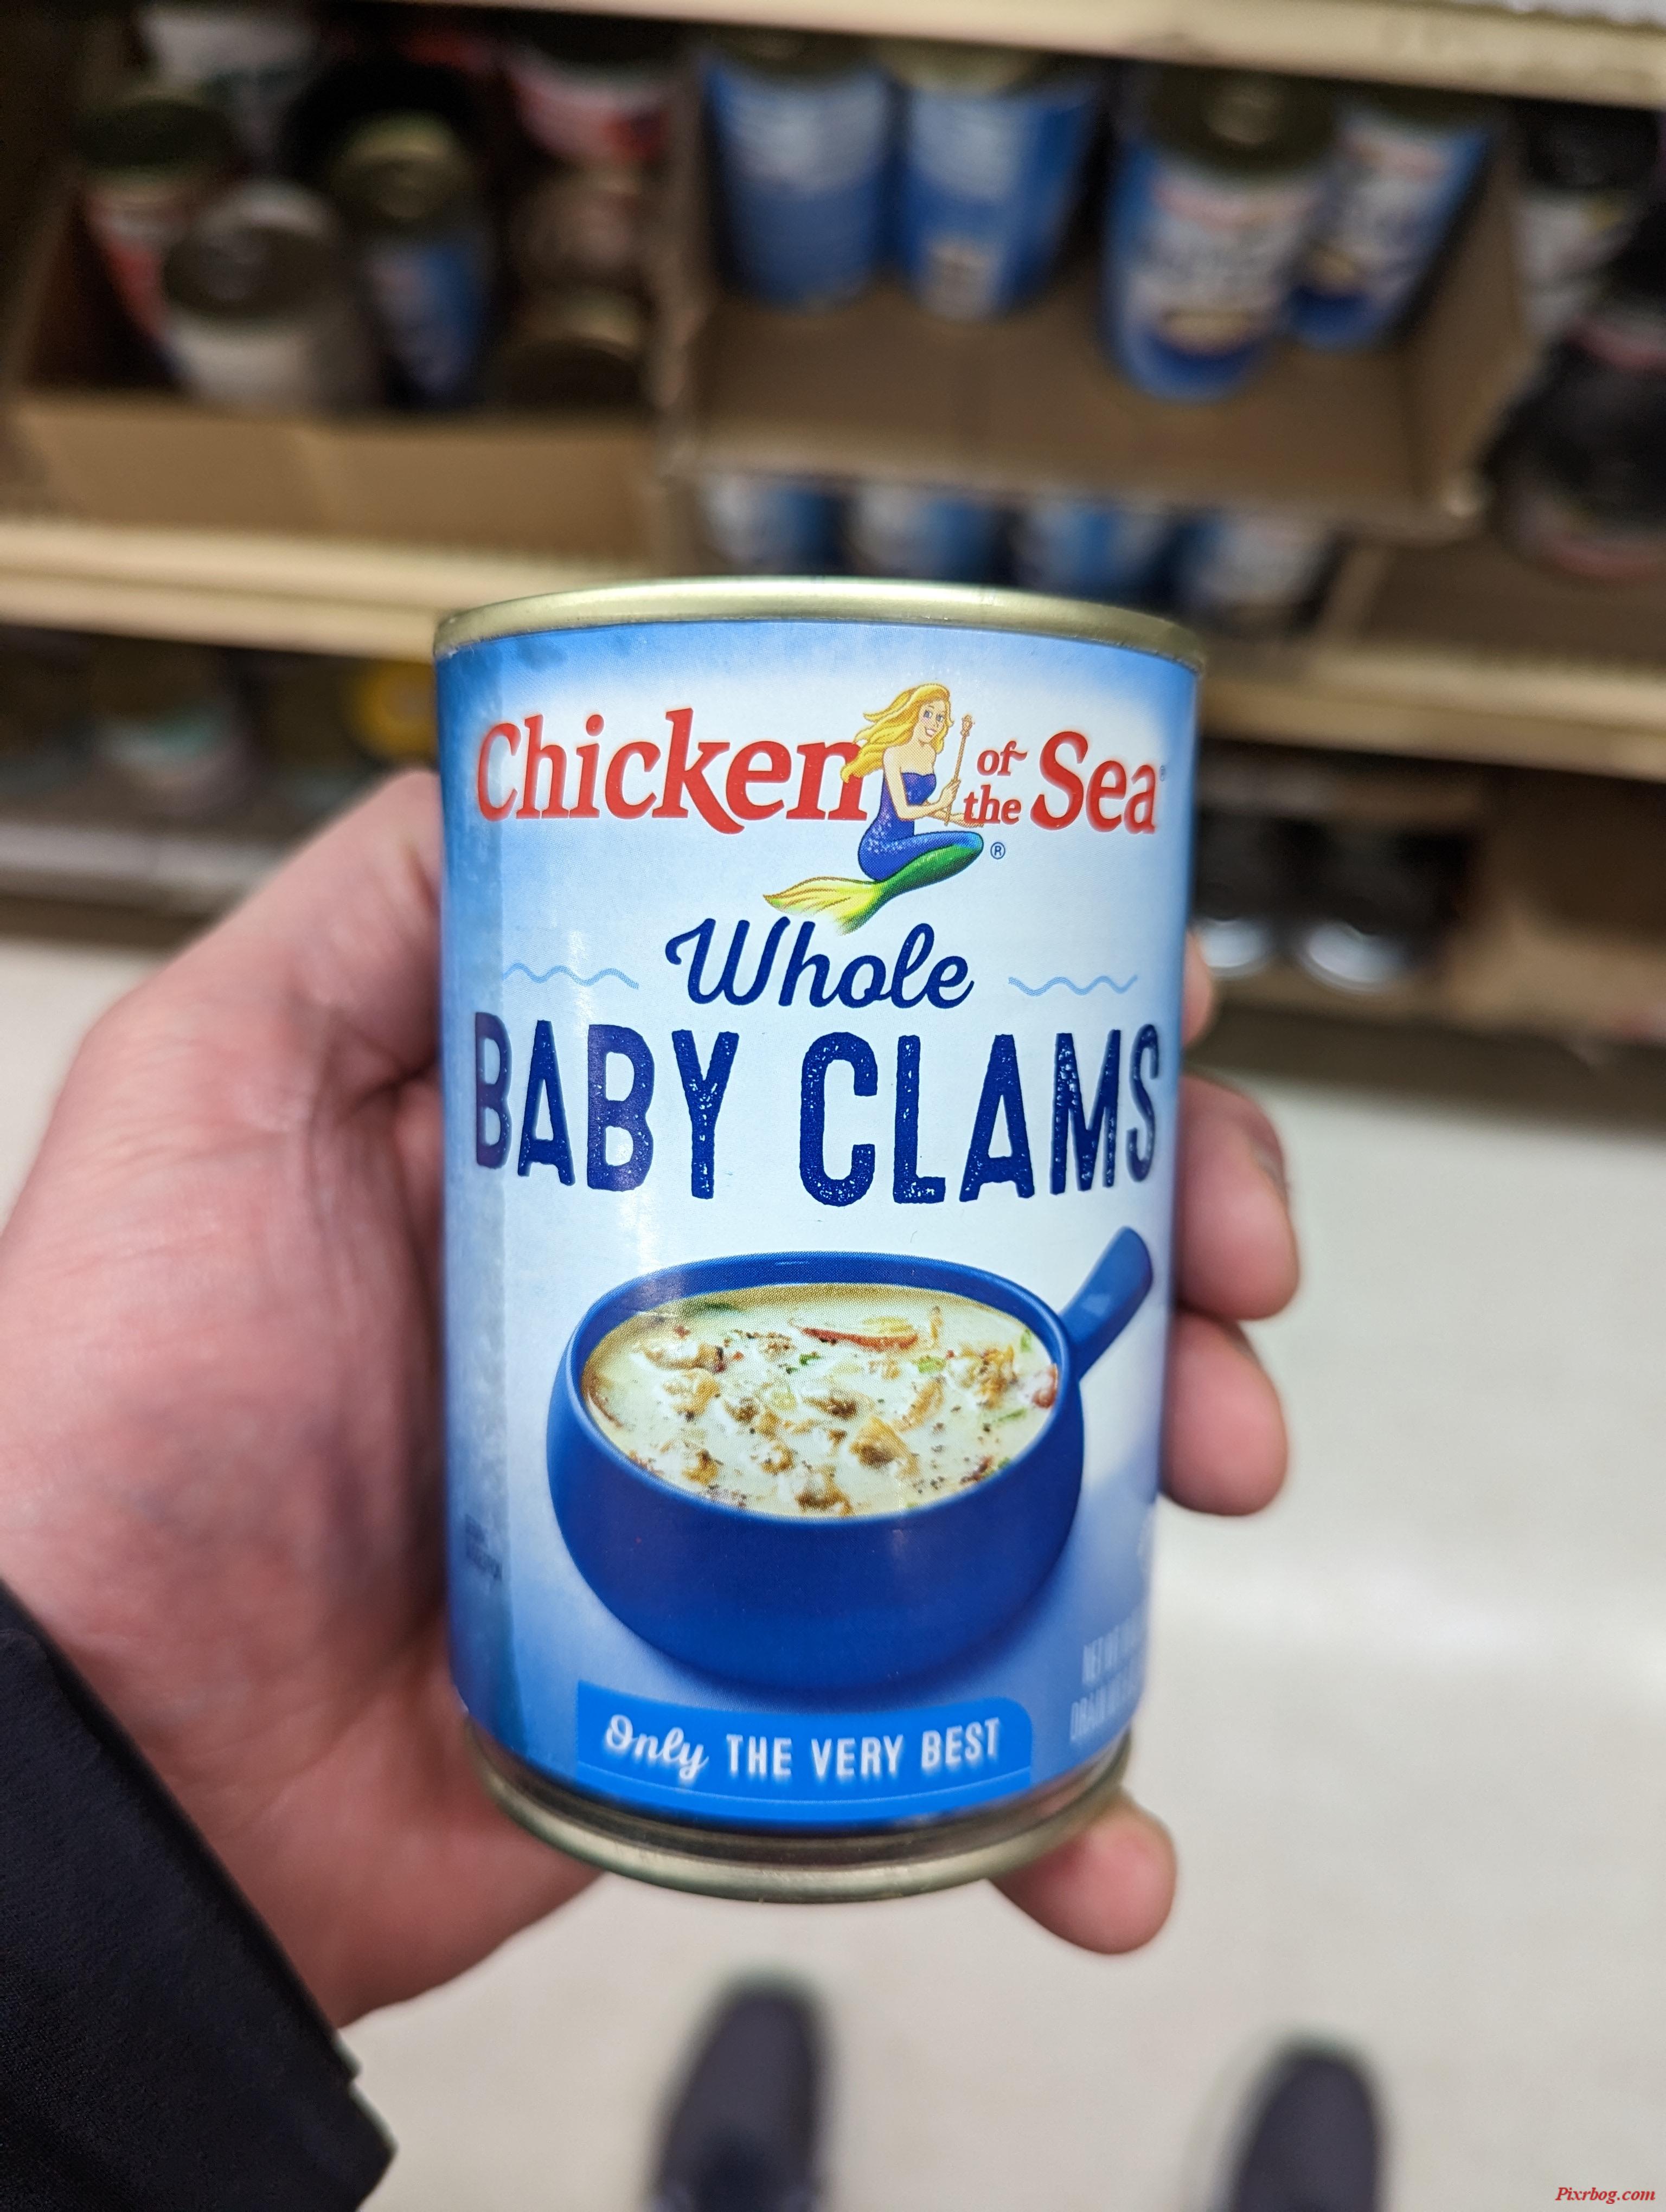 Chicken of the Sea®
®
Whole
BABY CLAMS
Only THE VERY BEST
Pixrbog.com